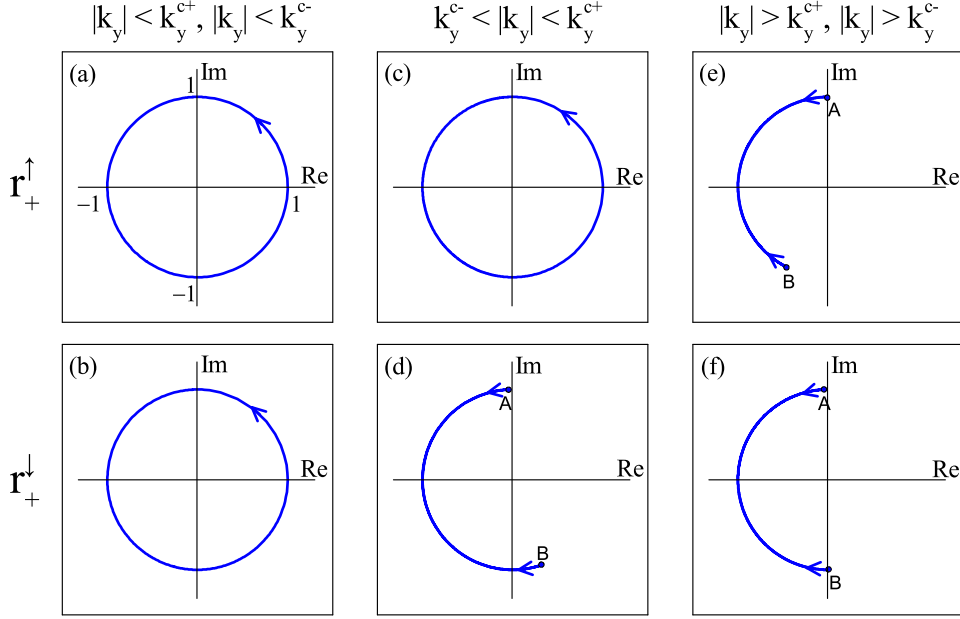 |k_y| < k_y^{c+}, |k_y| < k_y^{c-}
k_y^{c-} < |k_y| < k_y^{c+}
|k_y| > k_y^{c+}, |k_y| > k_y^{c-}
r_+^↑
(a)
Im
1
Re
−1
1
−1
(c)
Im
Re
(e)
Im
A
Re
B
r_+^↓
(b)
Im
Re
(d)
Im
A
Re
B
(f)
Im
A
Re
B